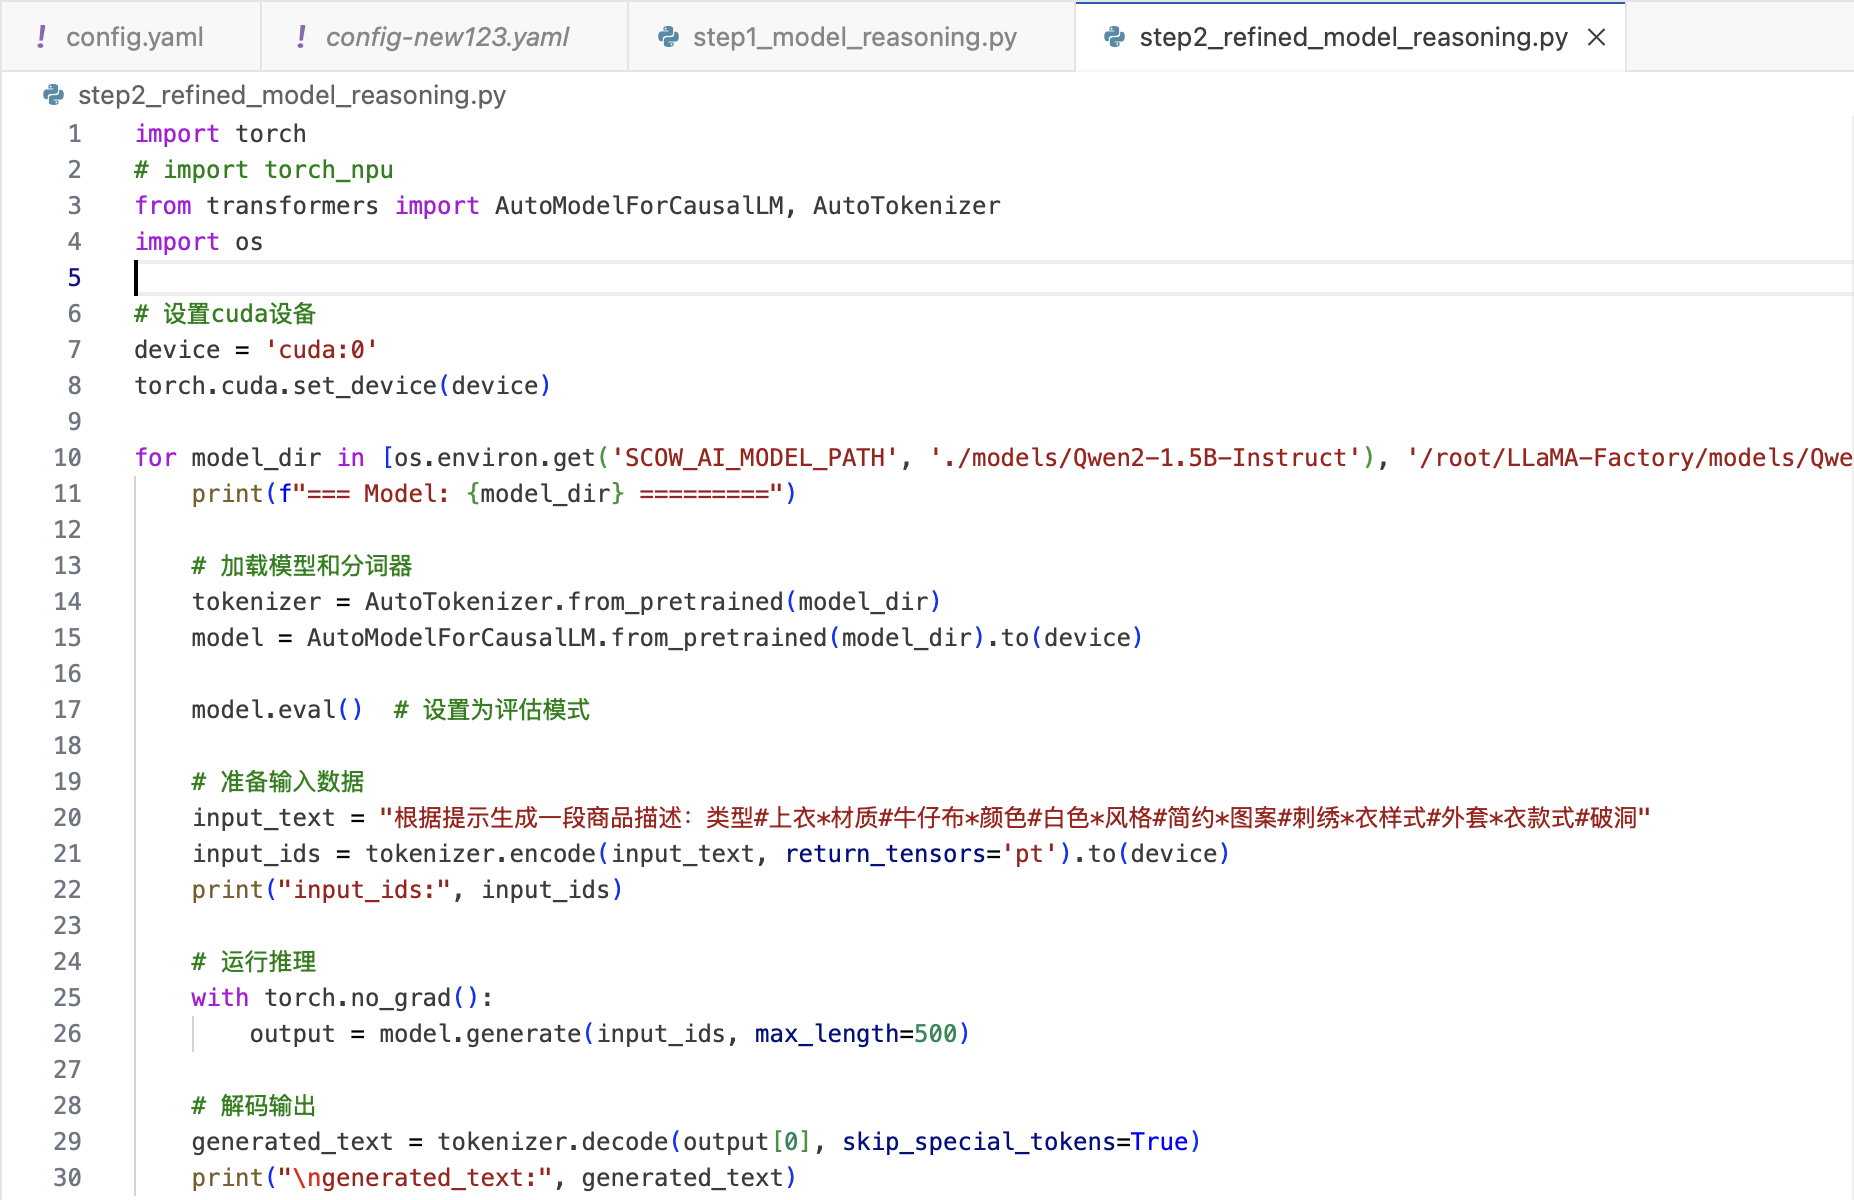 config.yaml
config-new123.yaml
step1_model_reasoning.py
step2_refined_model_reasoning.py
step2_refined_model_reasoning.py
1 import torch
2 # import torch_npu
3 from transformers import AutoModelForCausalLM, AutoTokenizer
4 import os
5
6 # 设置cuda设备
7 device = 'cuda:0'
8 torch.cuda.set_device(device)
9
10 for model_dir in [os.environ.get('SCOW_AI_MODEL_PATH', './models/Qwen2-1.5B-Instruct'), '/root/LLaMA-Factory/models/Qwe
11     print(f"=== Model: {model_dir} =========")
12
13     # 加载模型和分词器
14     tokenizer = AutoTokenizer.from_pretrained(model_dir)
15     model = AutoModelForCausalLM.from_pretrained(model_dir).to(device)
16
17     model.eval()  # 设置为评估模式
18
19     # 准备输入数据
20     input_text = "根据提示生成一段商品描述：类型#上衣*材质#牛仔布*颜色#白色*风格#简约*图案#刺绣*衣样式#外套*衣款式#破洞"
21     input_ids = tokenizer.encode(input_text, return_tensors='pt').to(device)
22     print("input_ids:", input_ids)
23
24     # 运行推理
25     with torch.no_grad():
26         output = model.generate(input_ids, max_length=500)
27
28     # 解码输出
29     generated_text = tokenizer.decode(output[0], skip_special_tokens=True)
30     print("\ngenerated_text:", generated_text)